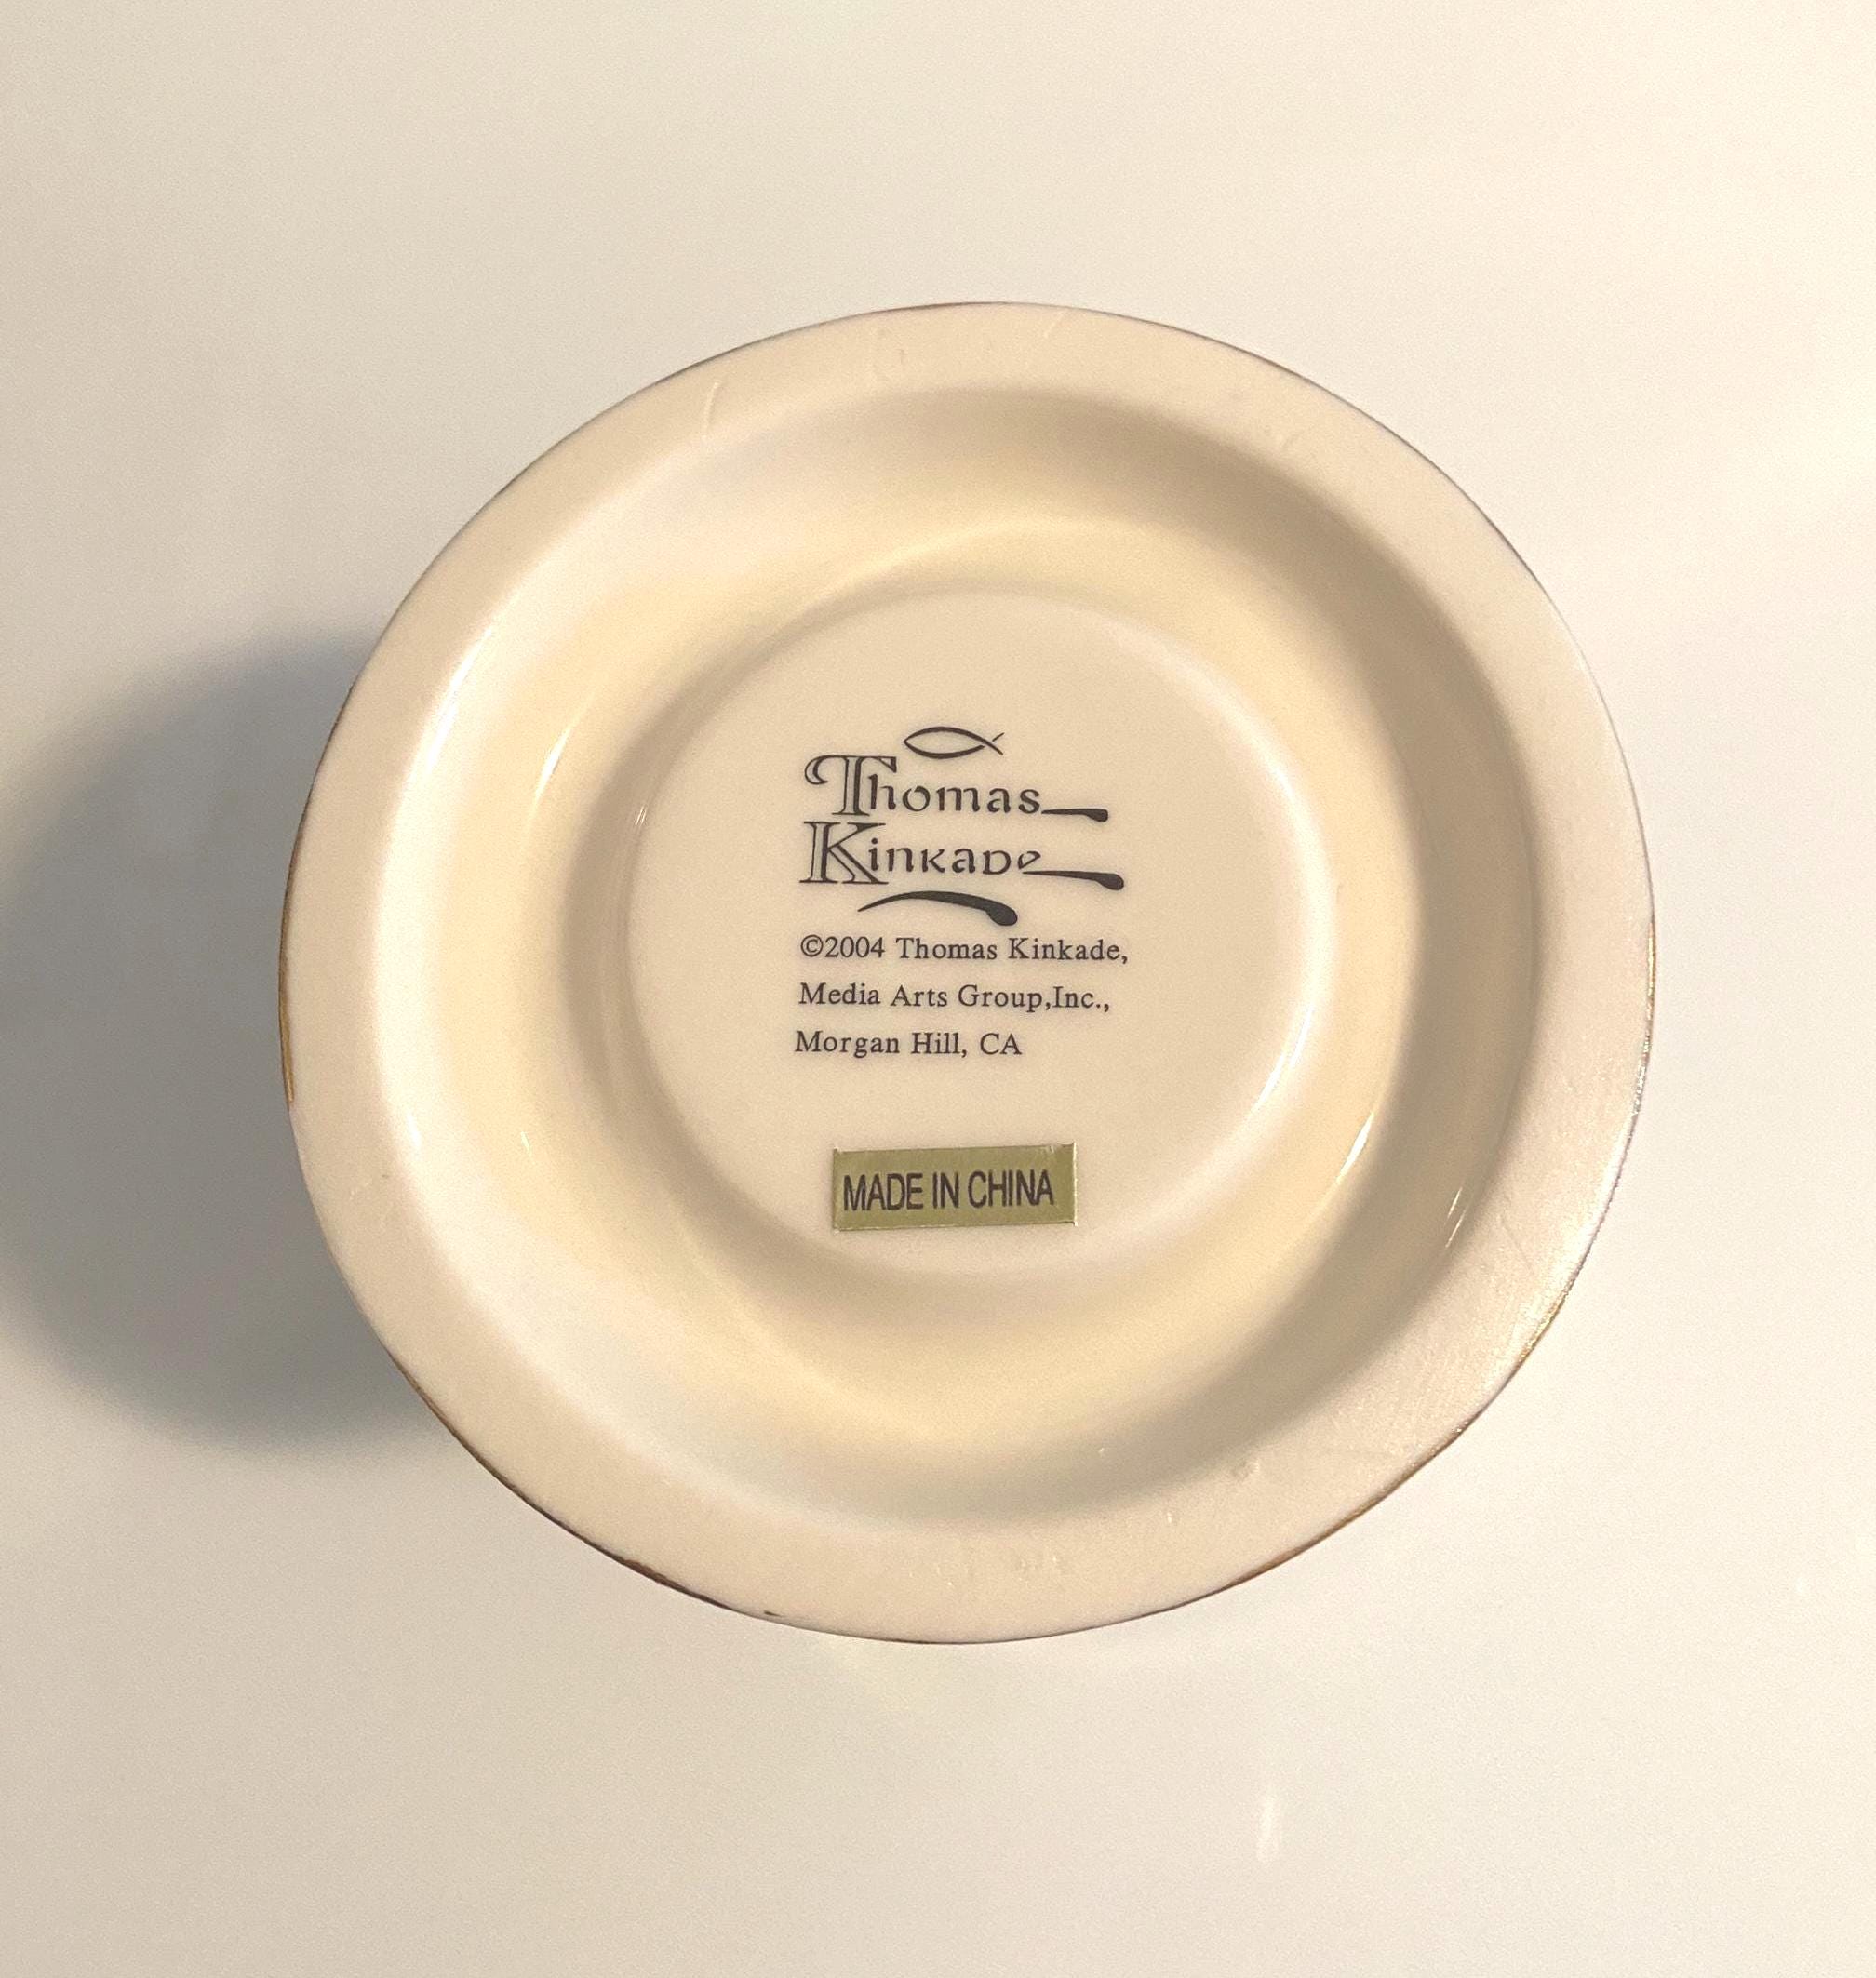 Thomas
Kinkade
©2004 Thomas Kinkade,
Media Arts Group,Inc.,
Morgan Hill, CA
MADE IN CHINA